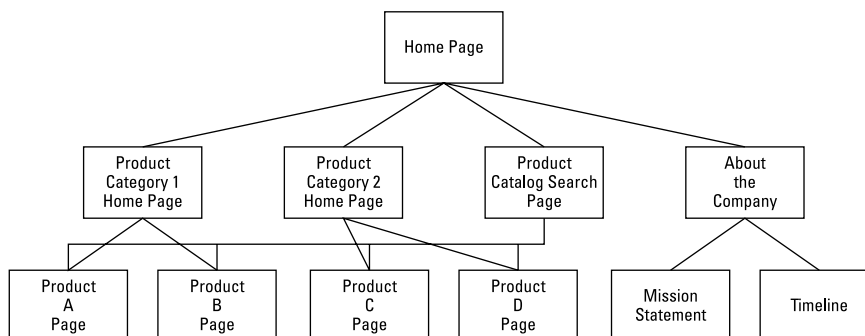 Home Page
Product
Category 1
Home Page
Product
Category 2
Home Page
Product
Catalog Search
Page
About
the
Company
Product
A
Page
Product
B
Page
Product
C
Page
Product
D
Page
Mission
Statement
Timeline